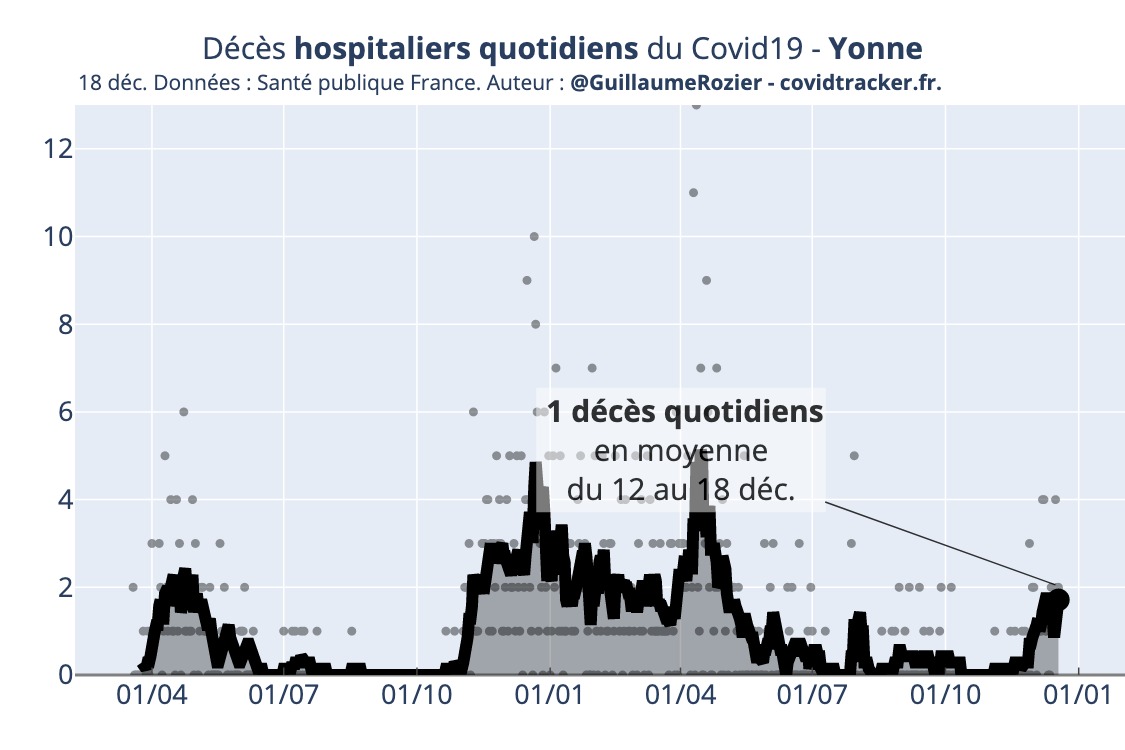 Décès hospitaliers quotidiens du Covid19 - Yonne
18 déc. Données : Santé publique France. Auteur : @GuillaumeRozier - covidtracker.fr.
12
10
8
6
4
2
0
1 décès quotidiens
en moyenne
du 12 au 18 déc.
01/04 01/07 01/10 01/01 01/04 01/07 01/10 01/01